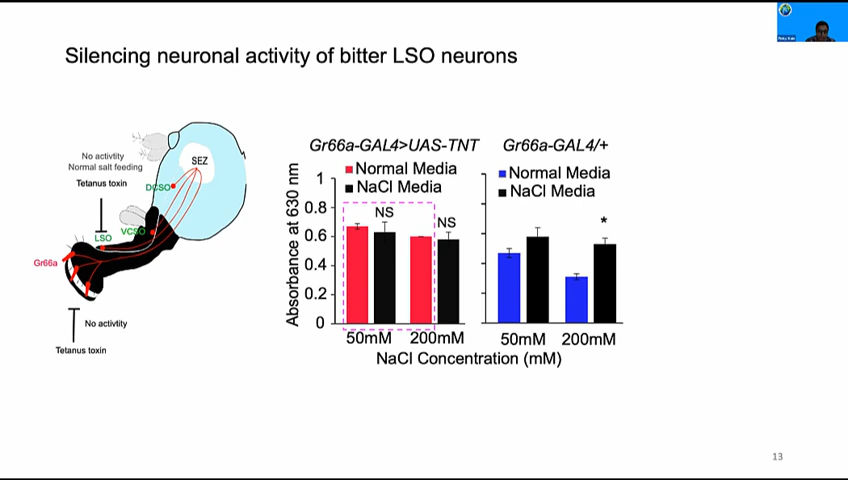 Silencing neuronal activity of bitter LSO neurons
No activtity
Normal salt feeding
Tetanus toxin
SEZ
DCSO
VCSO
LSO
Gr66a
No activtity
Tetanus toxin
Gr66a-GAL4>UAS-TNT
Normal Media
NaCl Media
Absorbance at 630 nm
1
0.8
0.6
0.4
0.2
0
NS
NS
50mM
200mM
Gr66a-GAL4/+
Normal Media
NaCl Media
*
50mM
200mM
NaCl Concentration (mM)
13